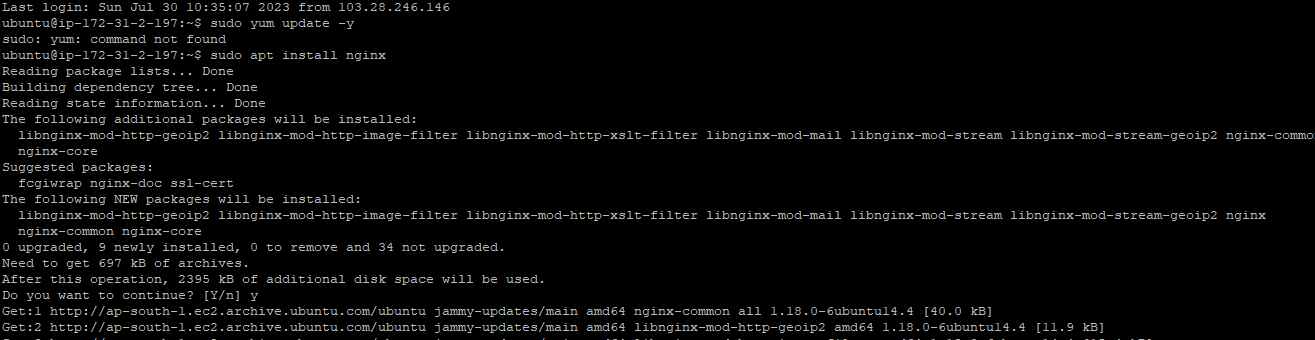 Last login: Sun Jul 30 10:35:07 2023 from 103.28.246.146
ubuntu@ip-172-31-2-197:~$ sudo yum update -y
sudo: yum: command not found
ubuntu@ip-172-31-2-197:~$ sudo apt install nginx
Reading package lists... Done
Building dependency tree... Done
Reading state information... Done
The following additional packages will be installed:
  libnginx-mod-http-geoip2 libnginx-mod-http-image-filter libnginx-mod-http-xslt-filter libnginx-mod-mail libnginx-mod-stream libnginx-mod-stream-geoip2 nginx-commo
  nginx-core
Suggested packages:
  fcgiwrap nginx-doc ssl-cert
The following NEW packages will be installed:
  libnginx-mod-http-geoip2 libnginx-mod-http-image-filter libnginx-mod-http-xslt-filter libnginx-mod-mail libnginx-mod-stream libnginx-mod-stream-geoip2 nginx
  nginx-common nginx-core
0 upgraded, 9 newly installed, 0 to remove and 34 not upgraded.
Need to get 697 kB of archives.
After this operation, 2395 kB of additional disk space will be used.
Do you want to continue? [Y/n] y
Get:1 http://ap-south-1.ec2.archive.ubuntu.com/ubuntu jammy-updates/main amd64 nginx-common all 1.18.0-6ubuntu14.4 [40.0 kB]
Get:2 http://ap-south-1.ec2.archive.ubuntu.com/ubuntu jammy-updates/main amd64 libnginx-mod-http-geoip2 amd64 1.18.0-6ubuntu14.4 [11.9 kB]